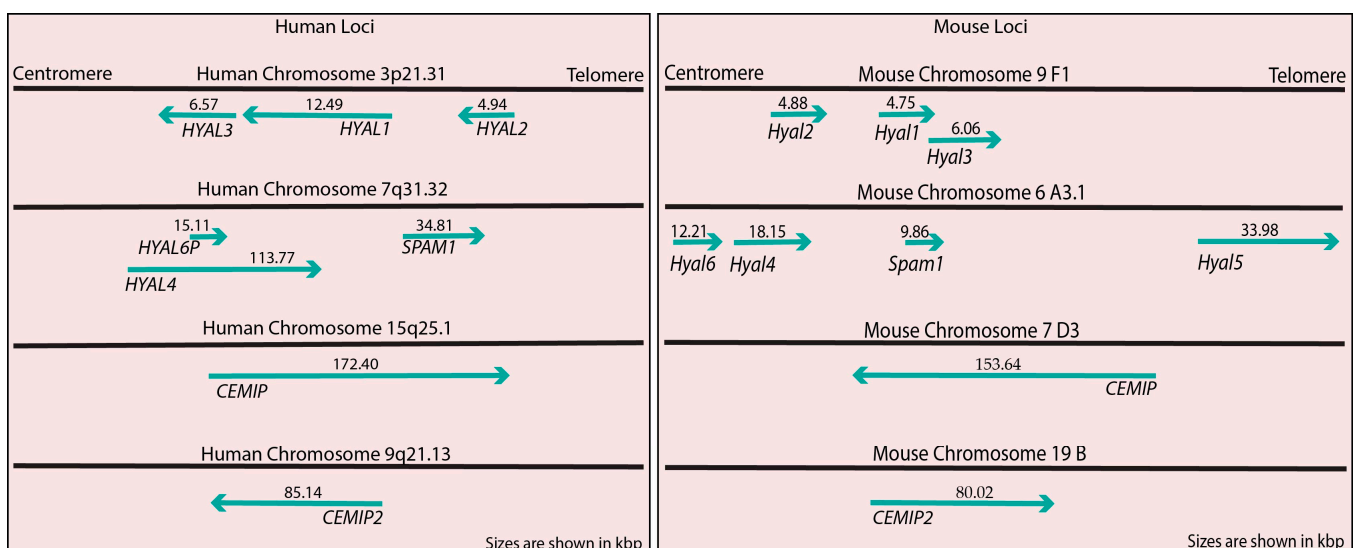 Human Loci
Centromere Human Chromosome 3p21.31 Telomere
6.57 12.49 4.94
HYAL3 HYAL1 HYAL2
Human Chromosome 7q31.32
15.11 34.81
HYAL6P SPAM1
113.77
HYAL4
Human Chromosome 15q25.1
172.40
CEMIP
Human Chromosome 9q21.13
85.14
CEMIP2
Sizes are shown in kbp
Mouse Loci
Centromere Mouse Chromosome 9 F1 Telomere
4.88 4.75
Hyal2 Hyal1
6.06
Hyal3
Mouse Chromosome 6 A3.1
12.21 18.15 9.86 33.98
Hyal6 Hyal4 Spam1 Hyal5
Mouse Chromosome 7 D3
153.64
CEMIP
Mouse Chromosome 19 B
80.02
CEMIP2
Sizes are shown in kbp